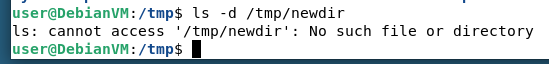 user@DebianVM:/tmp$ ls -d /tmp/newdir
ls: cannot access '/tmp/newdir': No such file or directory
user@DebianVM:/tmp$